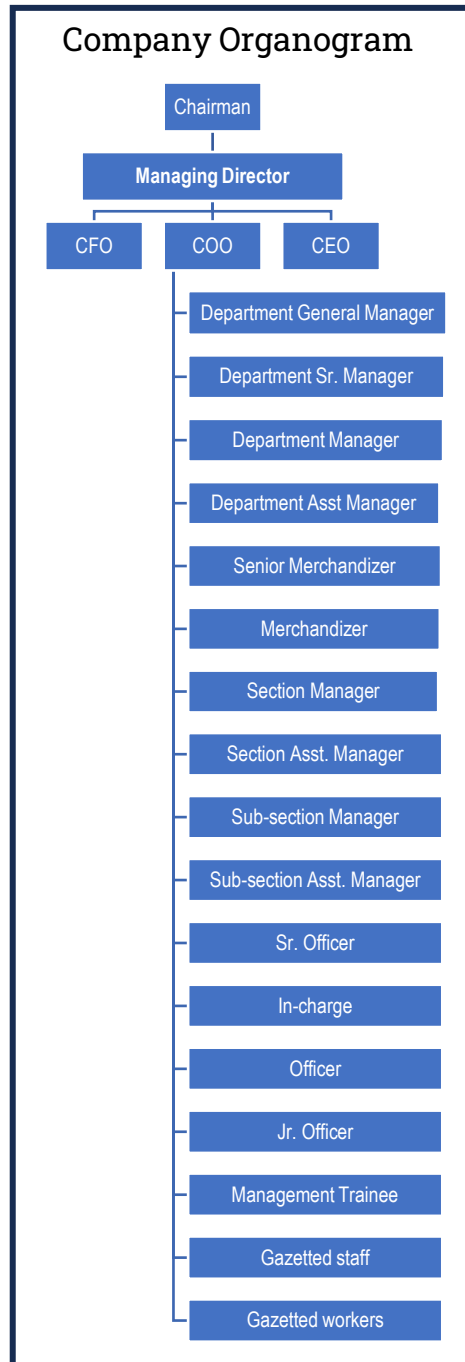 Company Organogram
Chairman
Managing Director
CFO
COO
CEO
Department General Manager
Department Sr. Manager
Department Manager
Department Asst Manager
Senior Merchandizer
Merchandizer
Section Manager
Section Asst. Manager
Sub-section Manager
Sub-section Asst. Manager
Sr. Officer
In-charge
Officer
Jr. Officer
Management Trainee
Gazetted staff
Gazetted workers